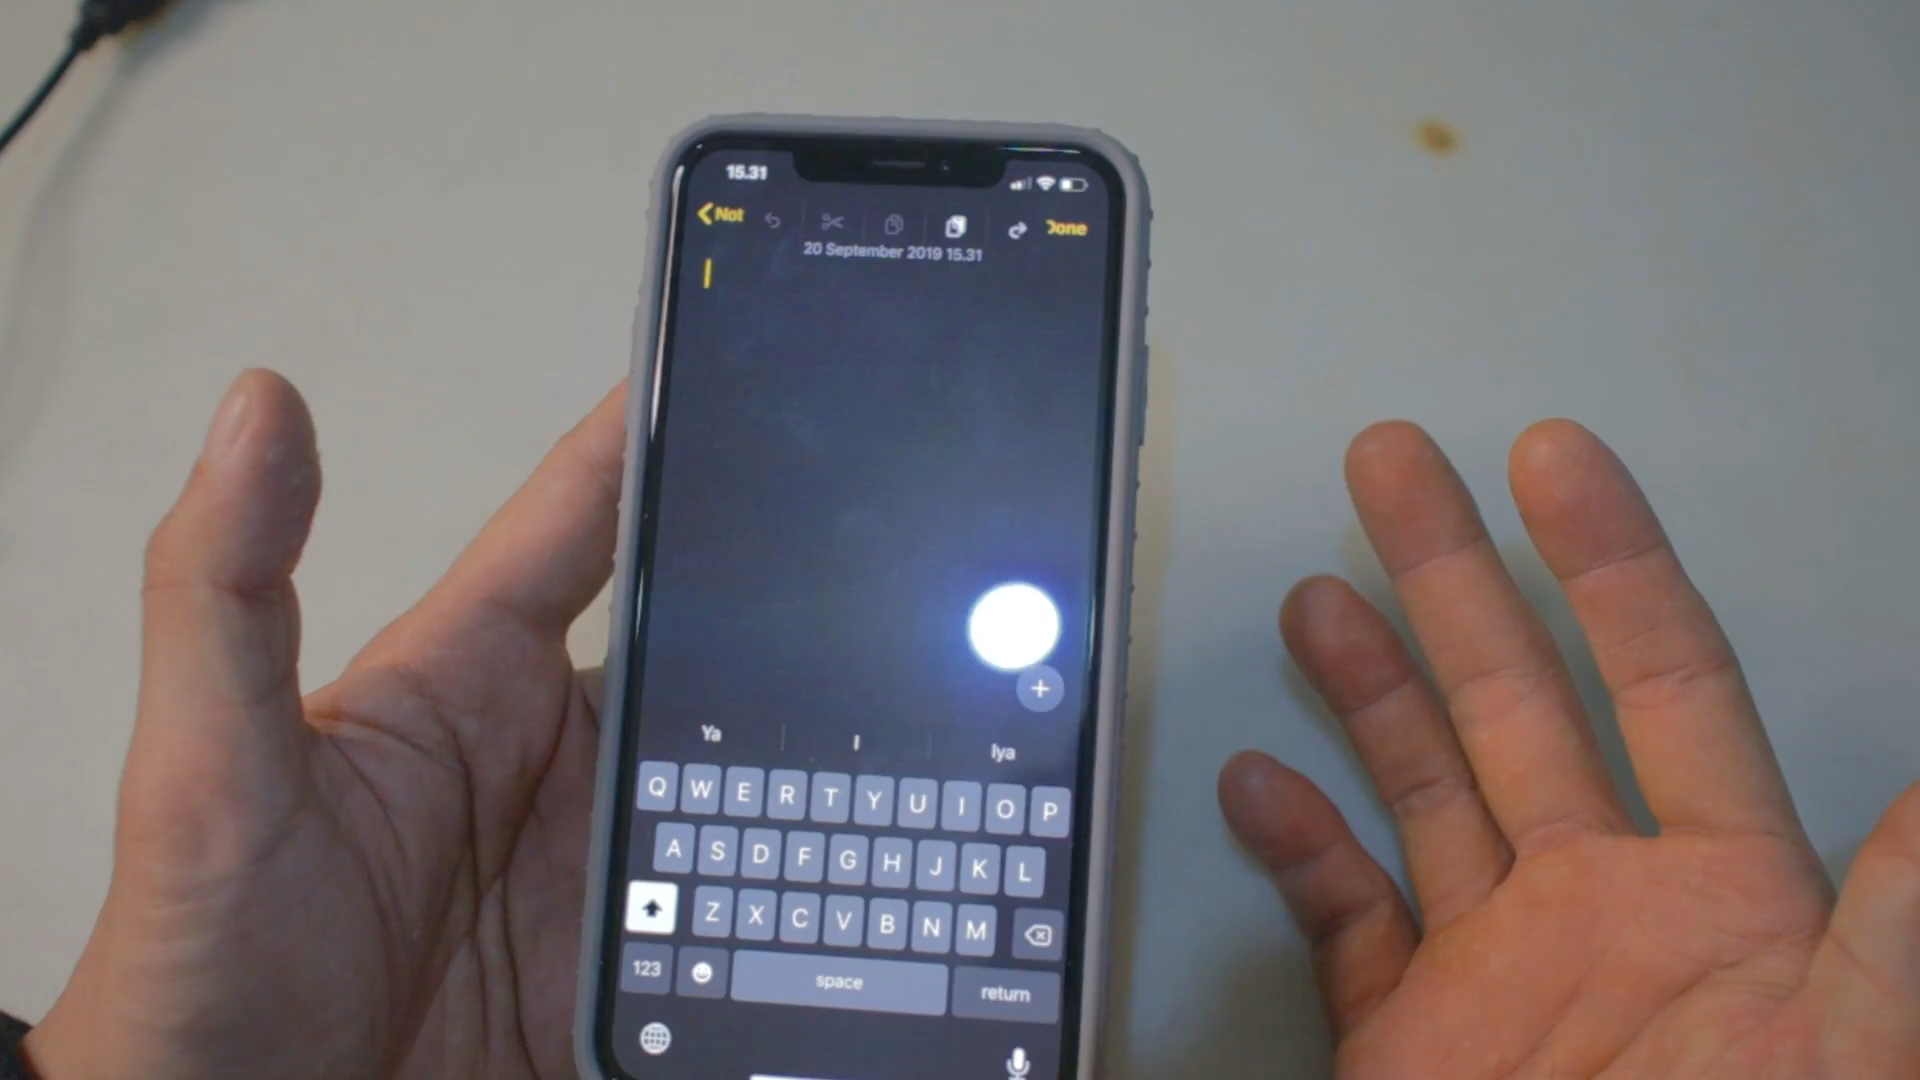 15.31
Not
Done
20 September 2019 15.31
Ya I Iya
Q W E R T Y U I O P
A S D F G H J K L
Z X C V B N M
123 space return